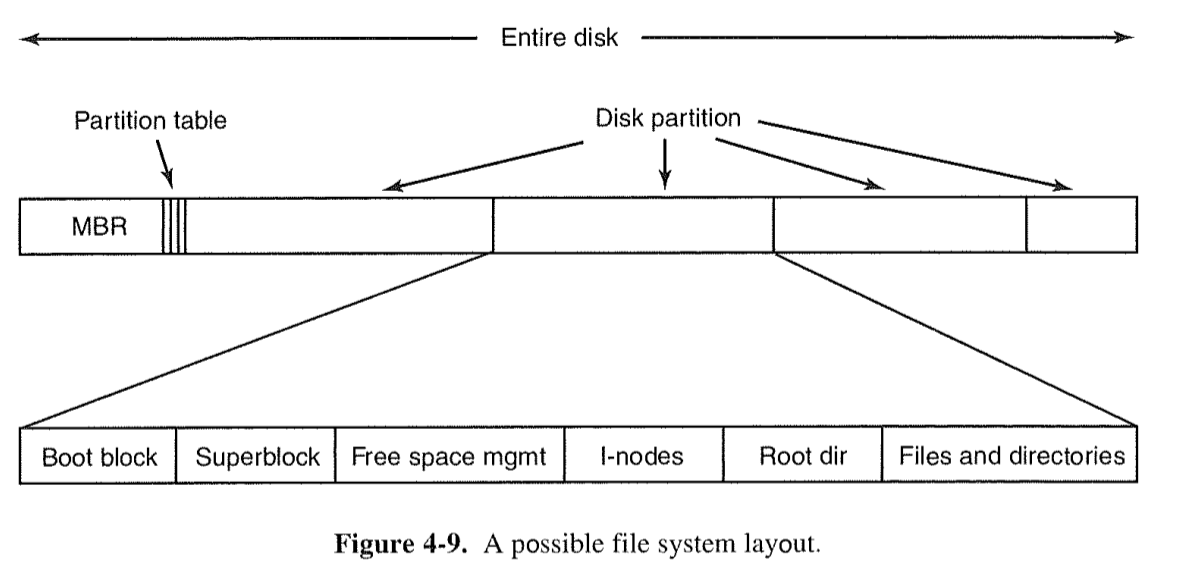 Entire disk
Partition table
Disk partition
MBR
Boot block
Superblock
Free space mgmt
I-nodes
Root dir
Files and directories
Figure 4-9. A possible file system layout.